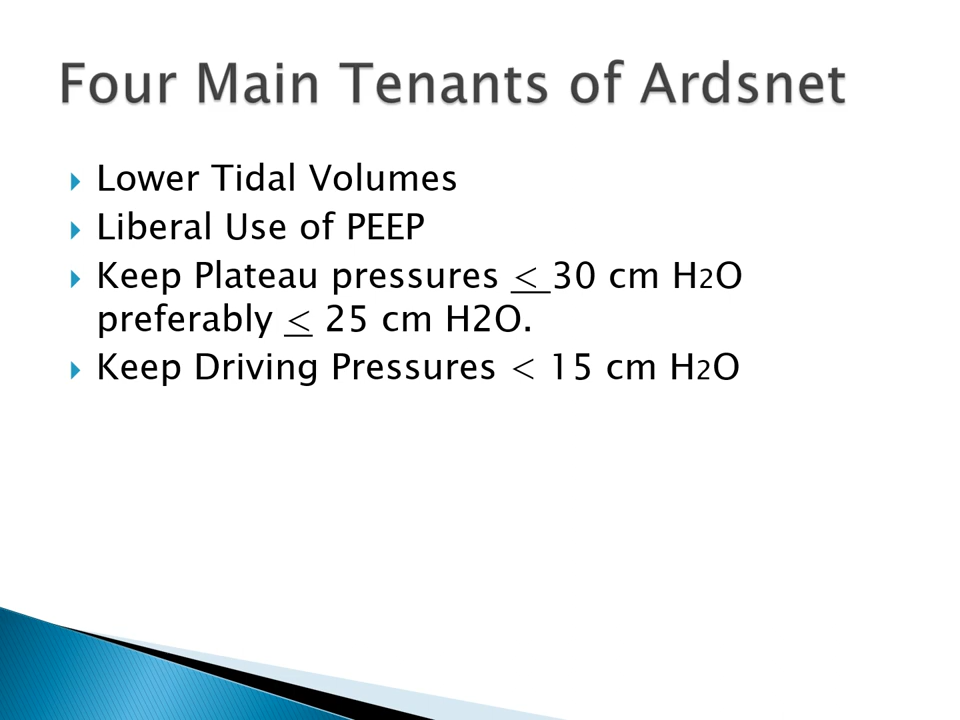 Four Main Tenants of Ardsnet
Lower Tidal Volumes
Liberal Use of PEEP
Keep Plateau pressures < 30 cm H2O
preferably < 25 cm H2O.
Keep Driving Pressures < 15 cm H2O